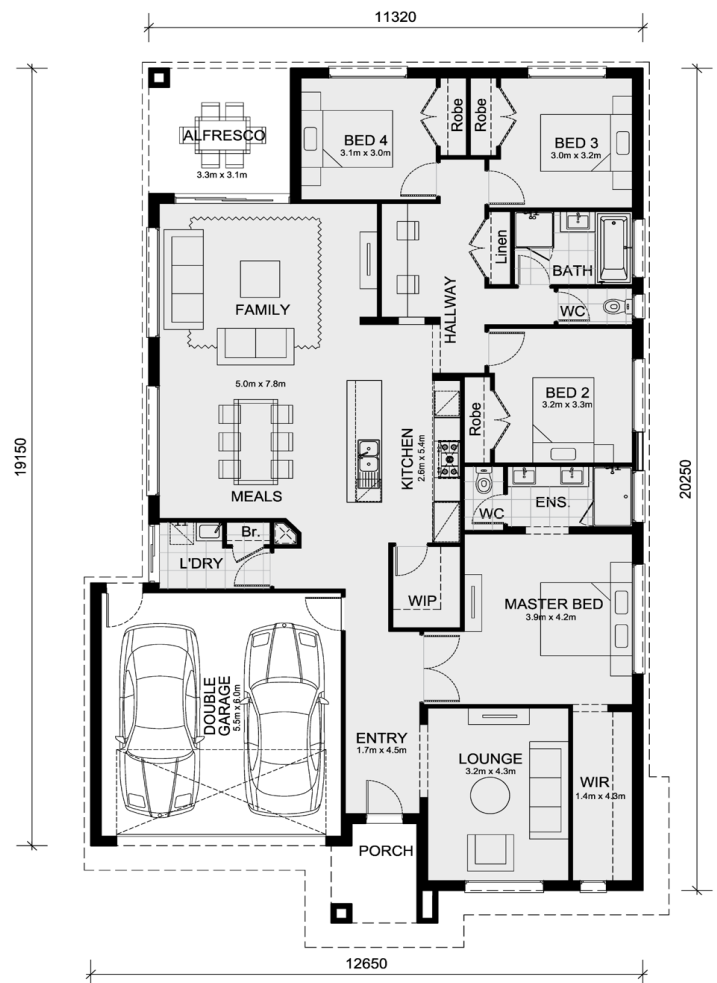 11320
19150
20250
ALFRESCO
3.3m x 3.1m
BED 4
3.1m x 3.0m
Robe
Robe
BED 3
3.0m x 3.2m
Linen
BATH
WC
HALLWAY
FAMILY
5.0m x 7.8m
MEALS
KITCHEN
2.6m x 5.4m
BED 2
3.2m x 3.3m
Robe
WC
ENS.
Br.
L'DRY
WIP
MASTER BED
3.9m x 4.2m
DOUBLE
GARAGE
5.5m x 6.0m
ENTRY
1.7m x 4.5m
LOUNGE
3.2m x 4.3m
WIR
1.4m x 4.3m
PORCH
12650